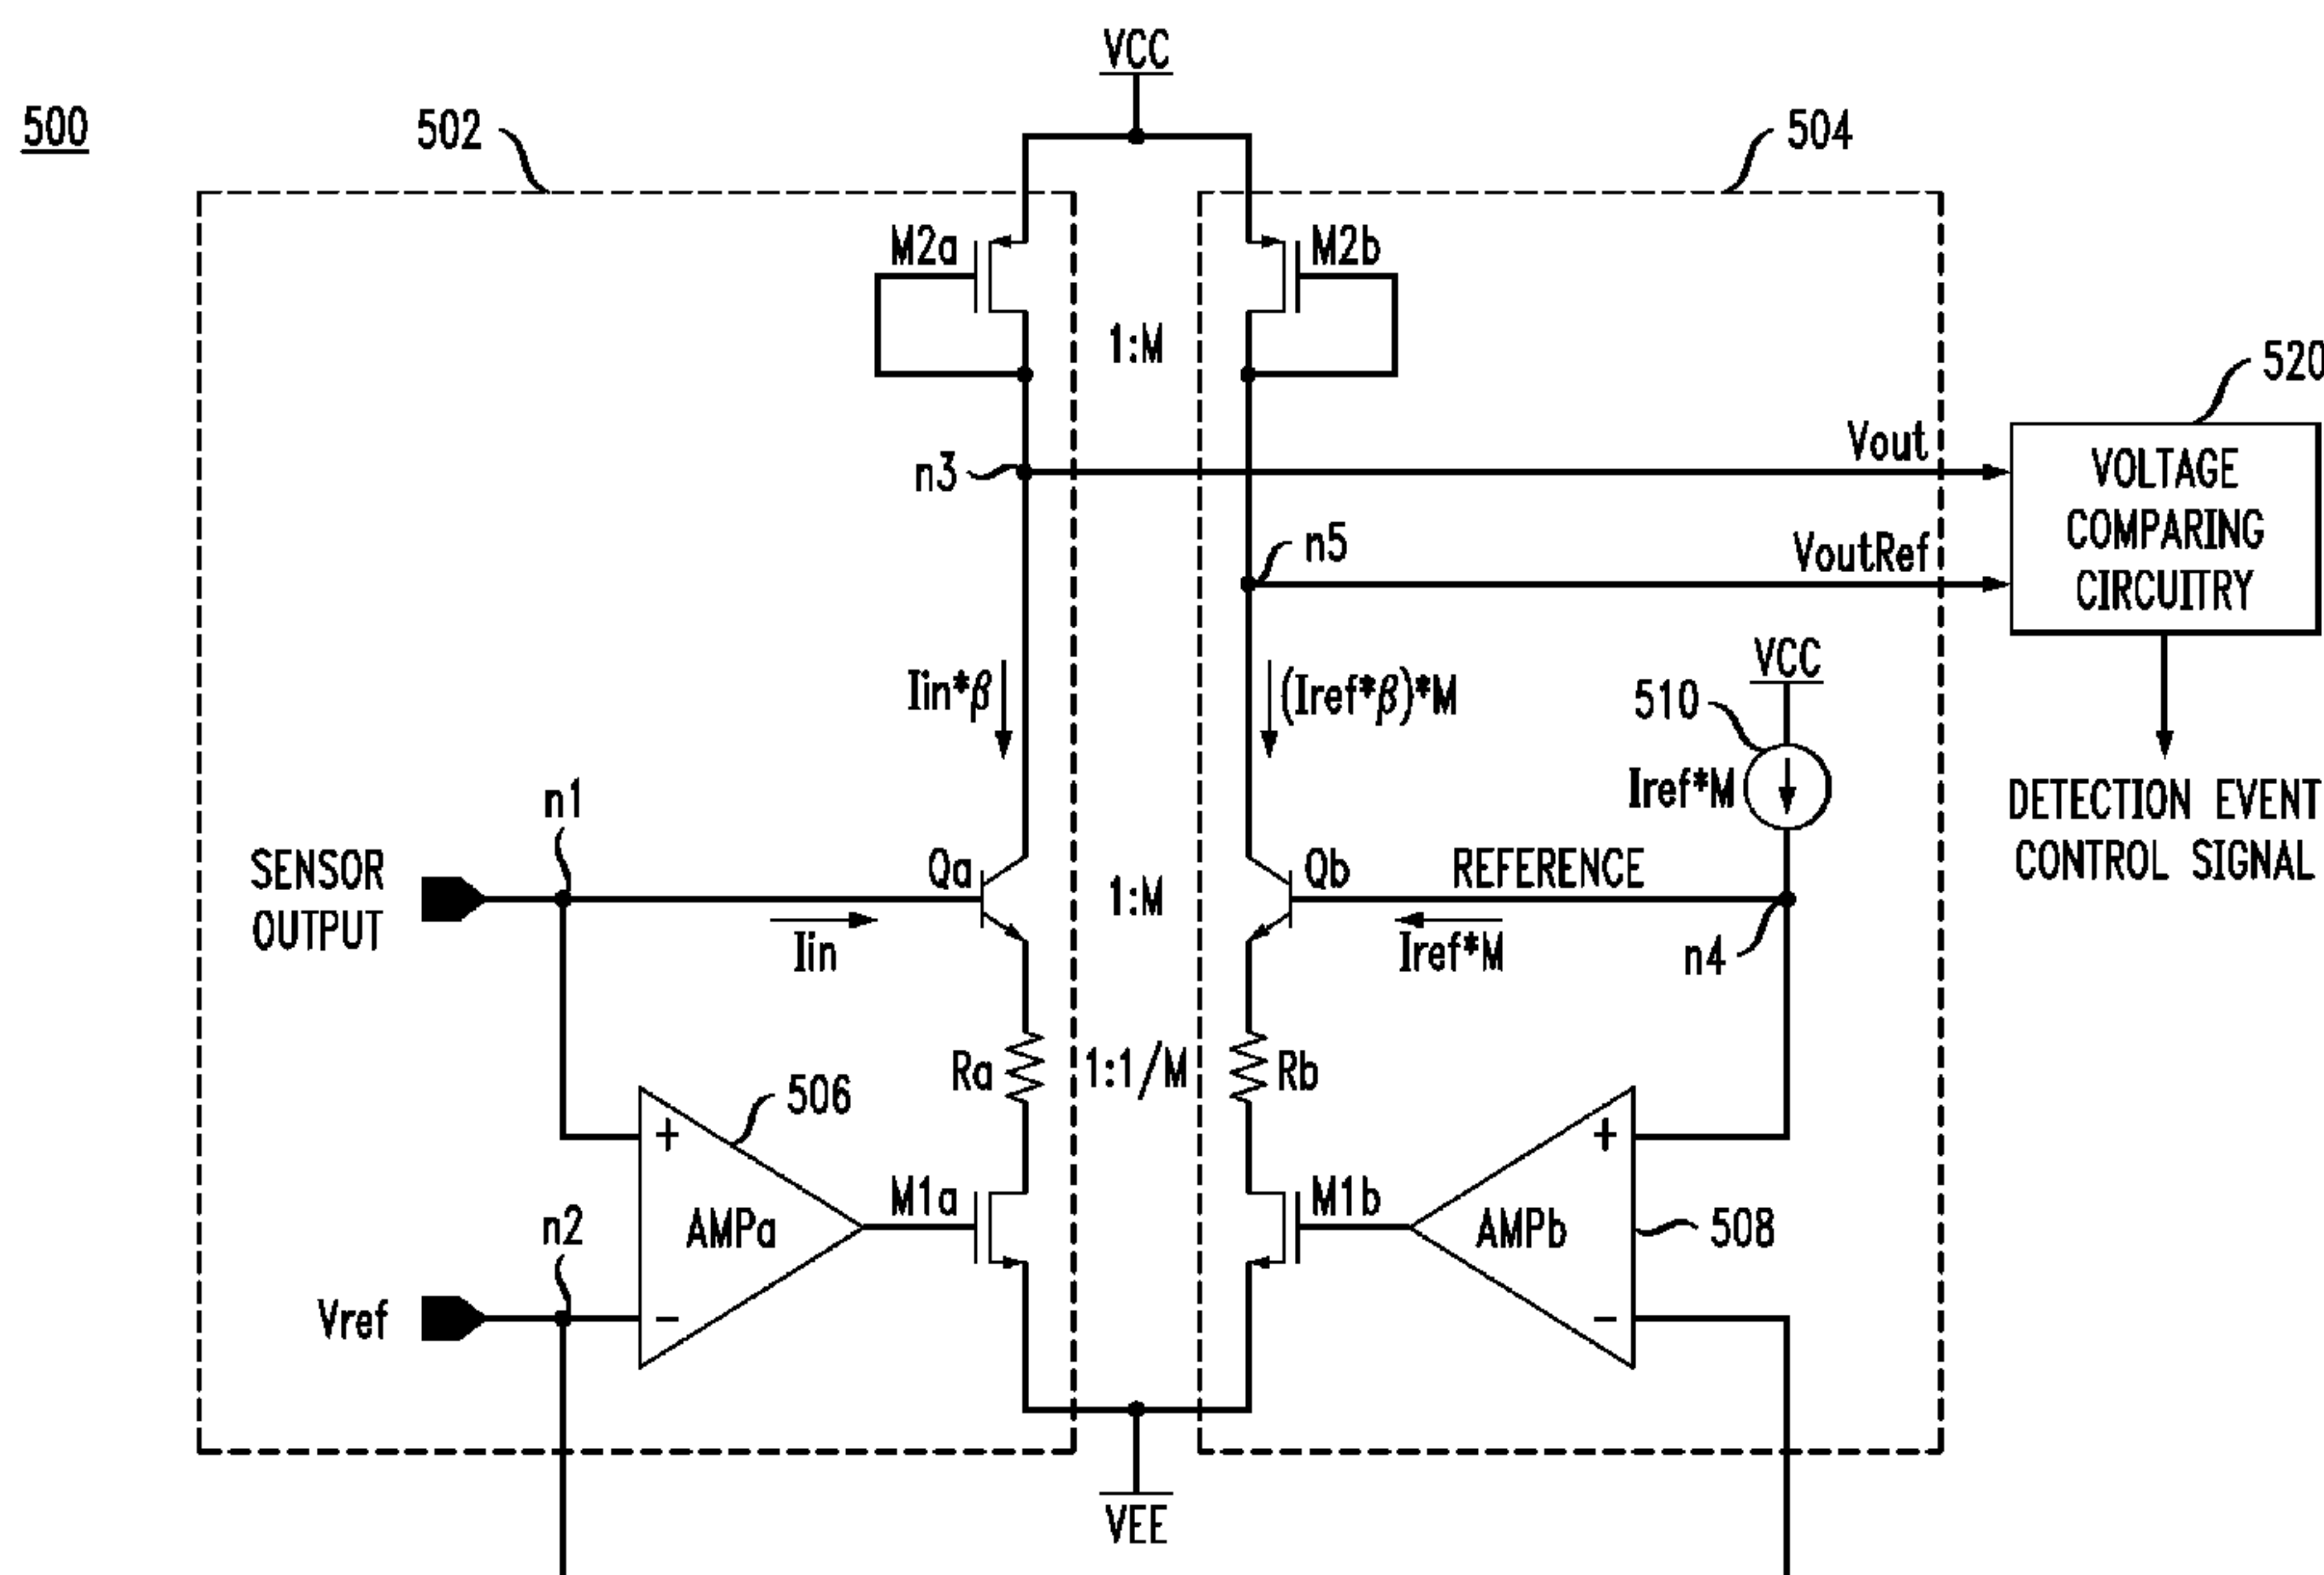 VCC
500
502
504
M2a
M2b
1:M
520
Vout
VOLTAGE
COMPARING
CIRCUITRY
n3
n5
VoutRef
Iin*β
(Iref*β)*M
VCC
510
Iref*M
n1
DETECTION EVENT
CONTROL SIGNAL
SENSOR
OUTPUT
Qa
1:M
Qb
REFERENCE
Iin
Iref*M
n4
Ra
1:1/M
Rb
506
+
+
M1a
M1b
n2
AMPa
AMPb
508
Vref
-
-
VEE